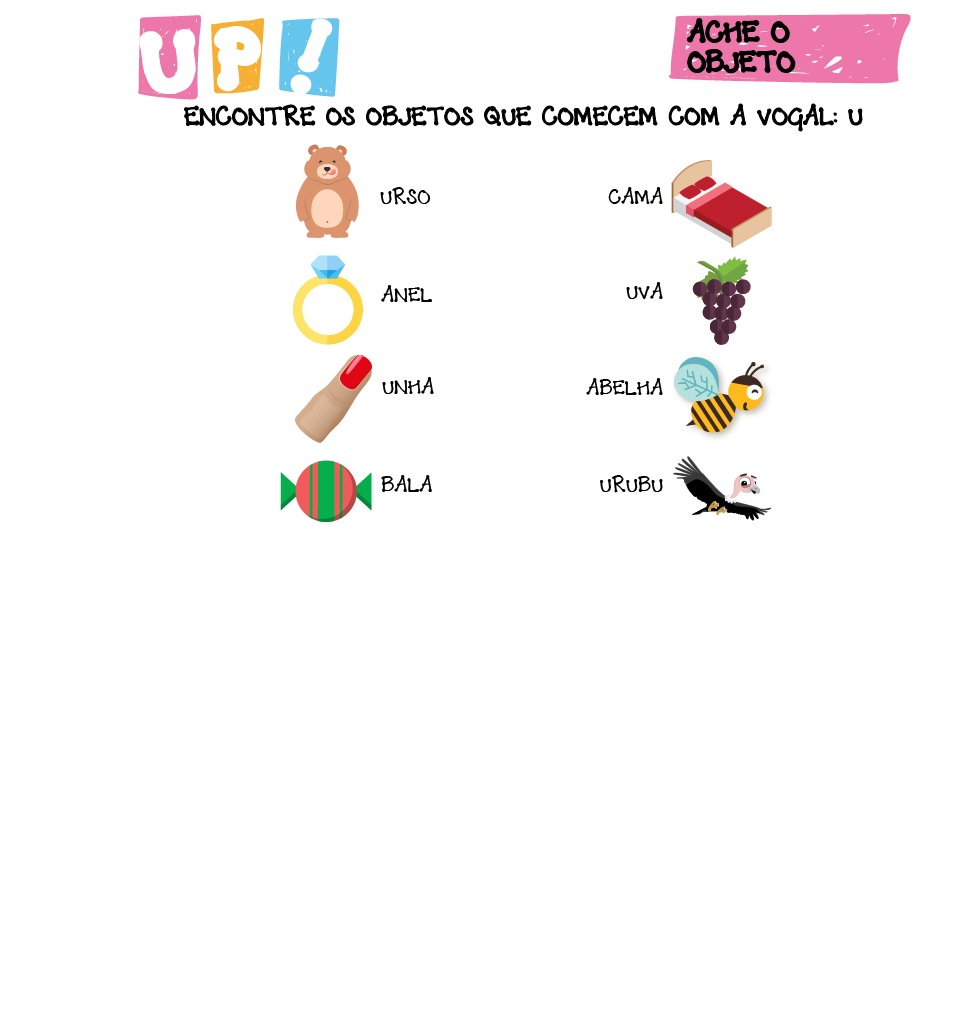 UP!
ACHE O
OBJETO
ENCONTRE OS OBJETOS QUE COMECEM COM A VOGAL: U
URSO
CAMA
ANEL
UVA
UNHA
ABELHA
BALA
URUBU